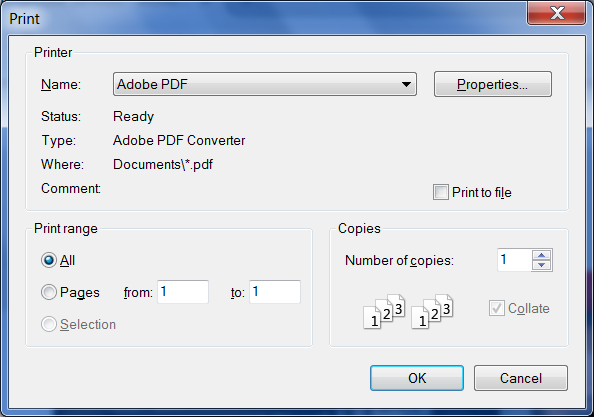 Print
Printer
Name: Adobe PDF Properties...
Status: Ready
Type: Adobe PDF Converter
Where: Documents\*.pdf
Comment:
Print to file
Print range
All
Pages from: 1 to: 1
Selection
Copies
Number of copies: 1
1 2 3 1 2 3
Collate
OK Cancel